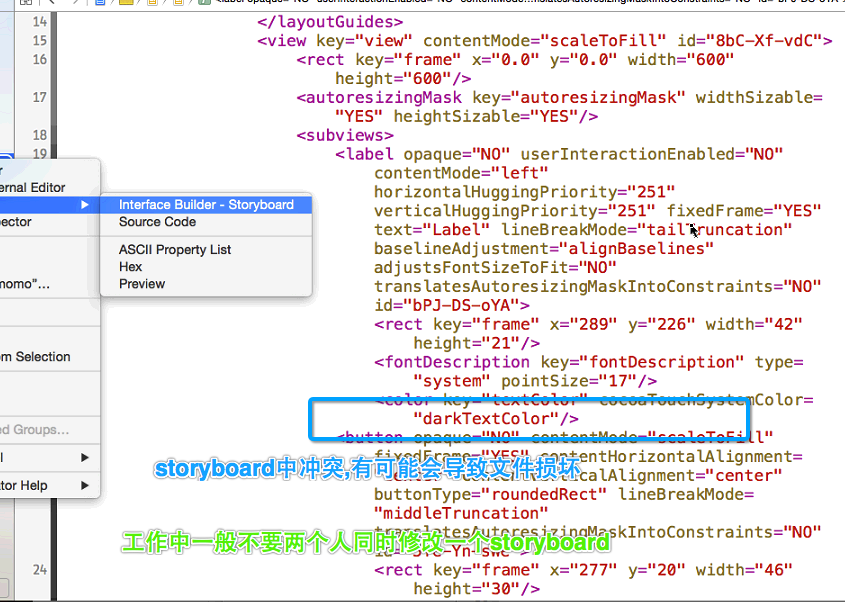 <label opaque="NO" userInteractionEnabled="NO" contentMode=
14 </layoutGuides>
15 <view key="view" contentMode="scaleToFill" id="8bC-Xf-vdC">
16 <rect key="frame" x="0.0" y="0.0" width="600"
height="600"/>
17 <autoresizingMask key="autoresizingMask" widthSizable=
"YES" heightSizable="YES"/>
18 <subviews>
19 <label opaque="NO" userInteractionEnabled="NO"
contentMode="left"
horizontalHuggingPriority="251"
verticalHuggingPriority="251" fixedFrame="YES"
text="Label" lineBreakMode="tailTruncation"
baselineAdjustment="alignBaselines"
adjustsFontSizeToFit="NO"
translatesAutoresizingMaskIntoConstraints="NO"
id="bPJ-DS-oYA">
<rect key="frame" x="289" y="226" width="42"
height="21"/>
<fontDescription key="fontDescription" type=
"system" pointSize="17"/>
<color key="textColor" cocoaTouchSystemColor=
"darkTextColor"/>
<button opaque="NO" contentMode="scaleToFill"
fixedFrame="YES" contentHorizontalAlignment=
"center" contentVerticalAlignment="center"
buttonType="roundedRect" lineBreakMode=
"middleTruncation"
translatesAutoresizingMaskIntoConstraints="NO"
24 <rect key="frame" x="277" y="20" width="46"
height="30"/>
ernal Editor
Interface Builder - Storyboard
Source Code
ASCII Property List
Hex
Preview
pector
momo"...
m Selection
ed Groups...
tor Help
storyboard中冲突,有可能会导致文件损坏
工作中一般不要两个人同时修改一个storyboard